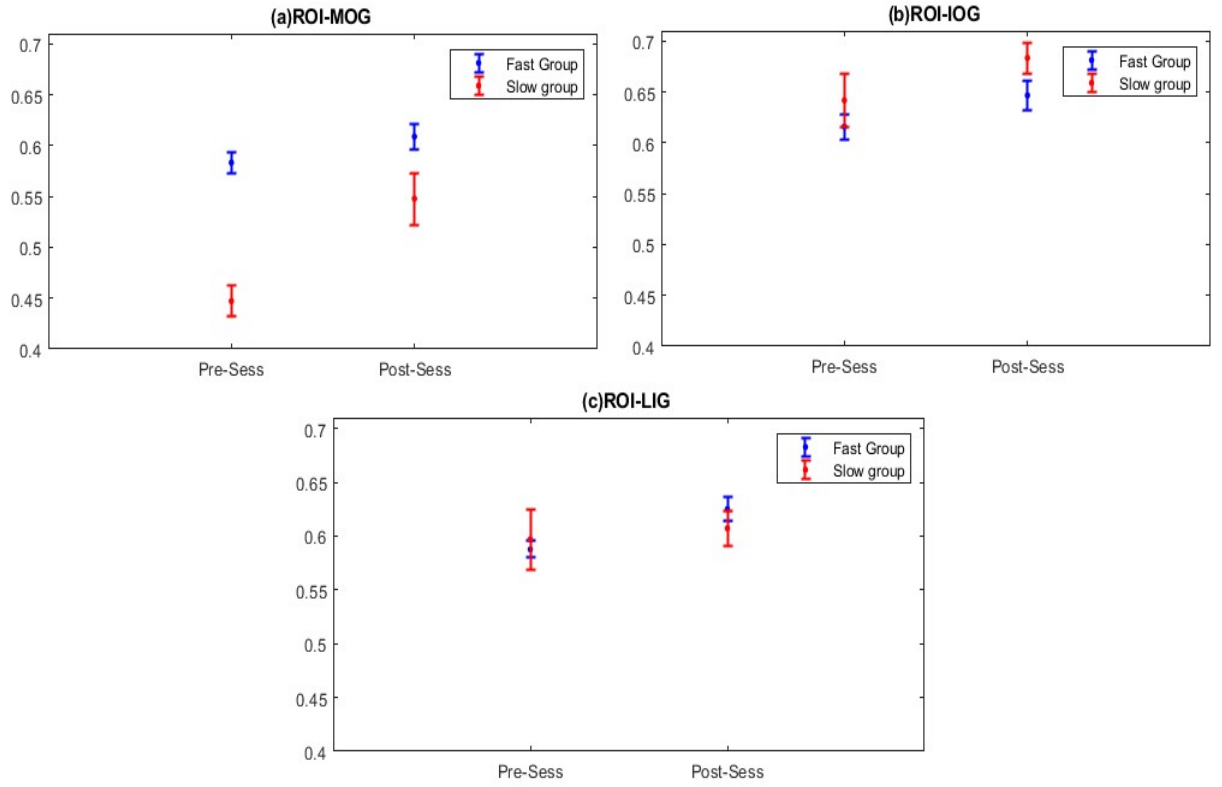 (a)ROI-MOG
0.7
0.65
0.6
0.55
0.5
0.45
0.4
Fast Group
Slow group
Pre-Sess
Post-Sess
(b)ROI-IOG
0.7
0.65
0.6
0.55
0.5
0.45
0.4
Fast Group
Slow group
Pre-Sess
Post-Sess
(c)ROI-LIG
0.7
0.65
0.6
0.55
0.5
0.45
0.4
Fast Group
Slow group
Pre-Sess
Post-Sess